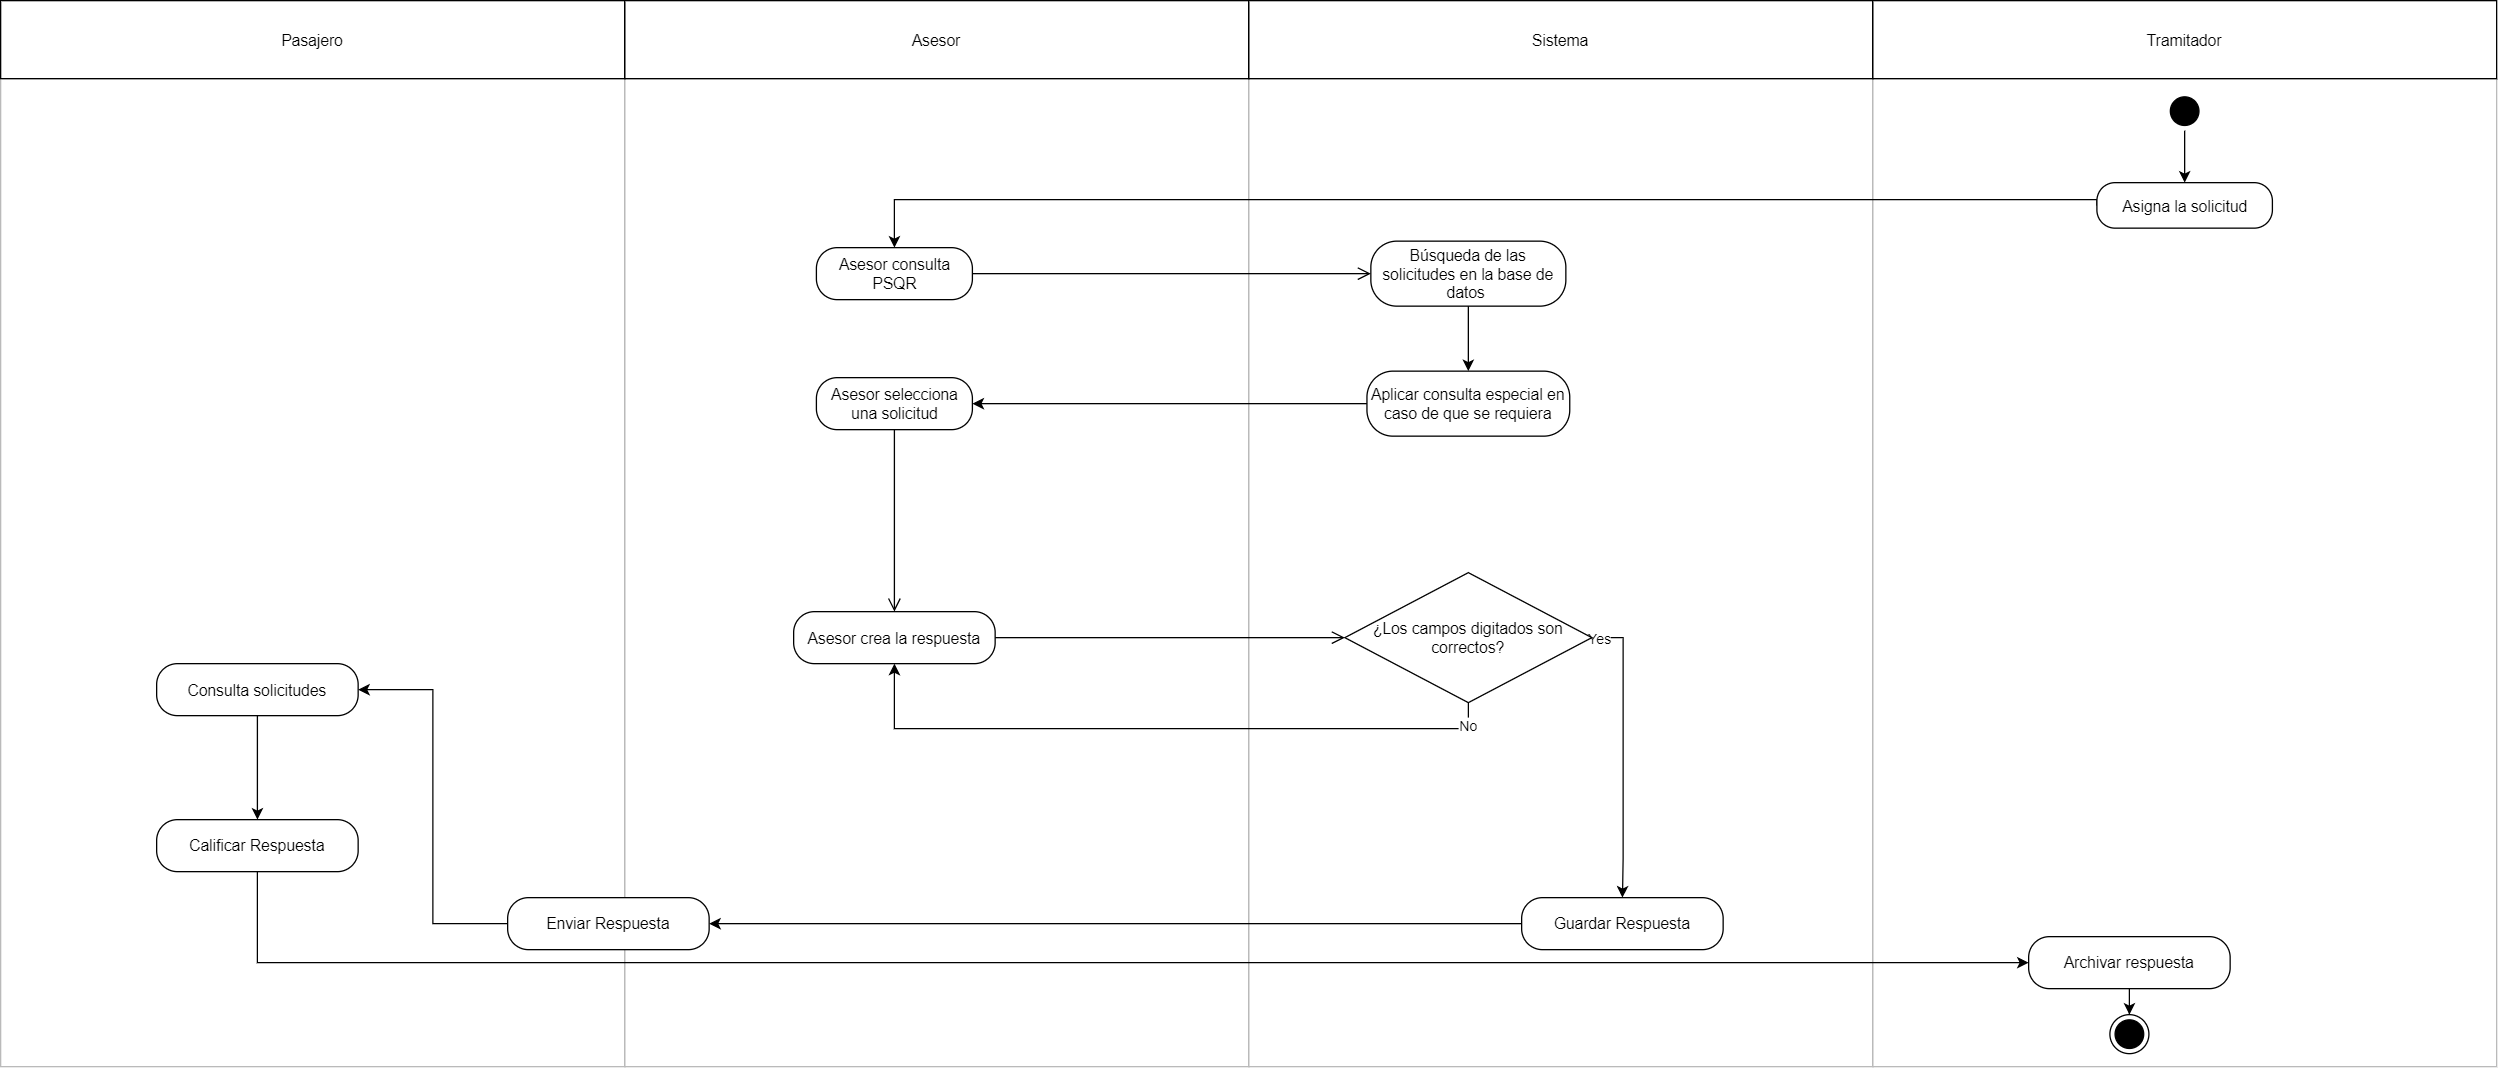 Pasajero
Asesor
Sistema
Tramitador
Asigna la solicitud
Asesor consulta
PSQR
Búsqueda de las
solicitudes en la base de
datos
Asesor selecciona
una solicitud
Aplicar consulta especial en
caso de que se requiera
Asesor crea la respuesta
¿Los campos digitados son
correctos?
Yes
No
Consulta solicitudes
Calificar Respuesta
Enviar Respuesta
Guardar Respuesta
Archivar respuesta